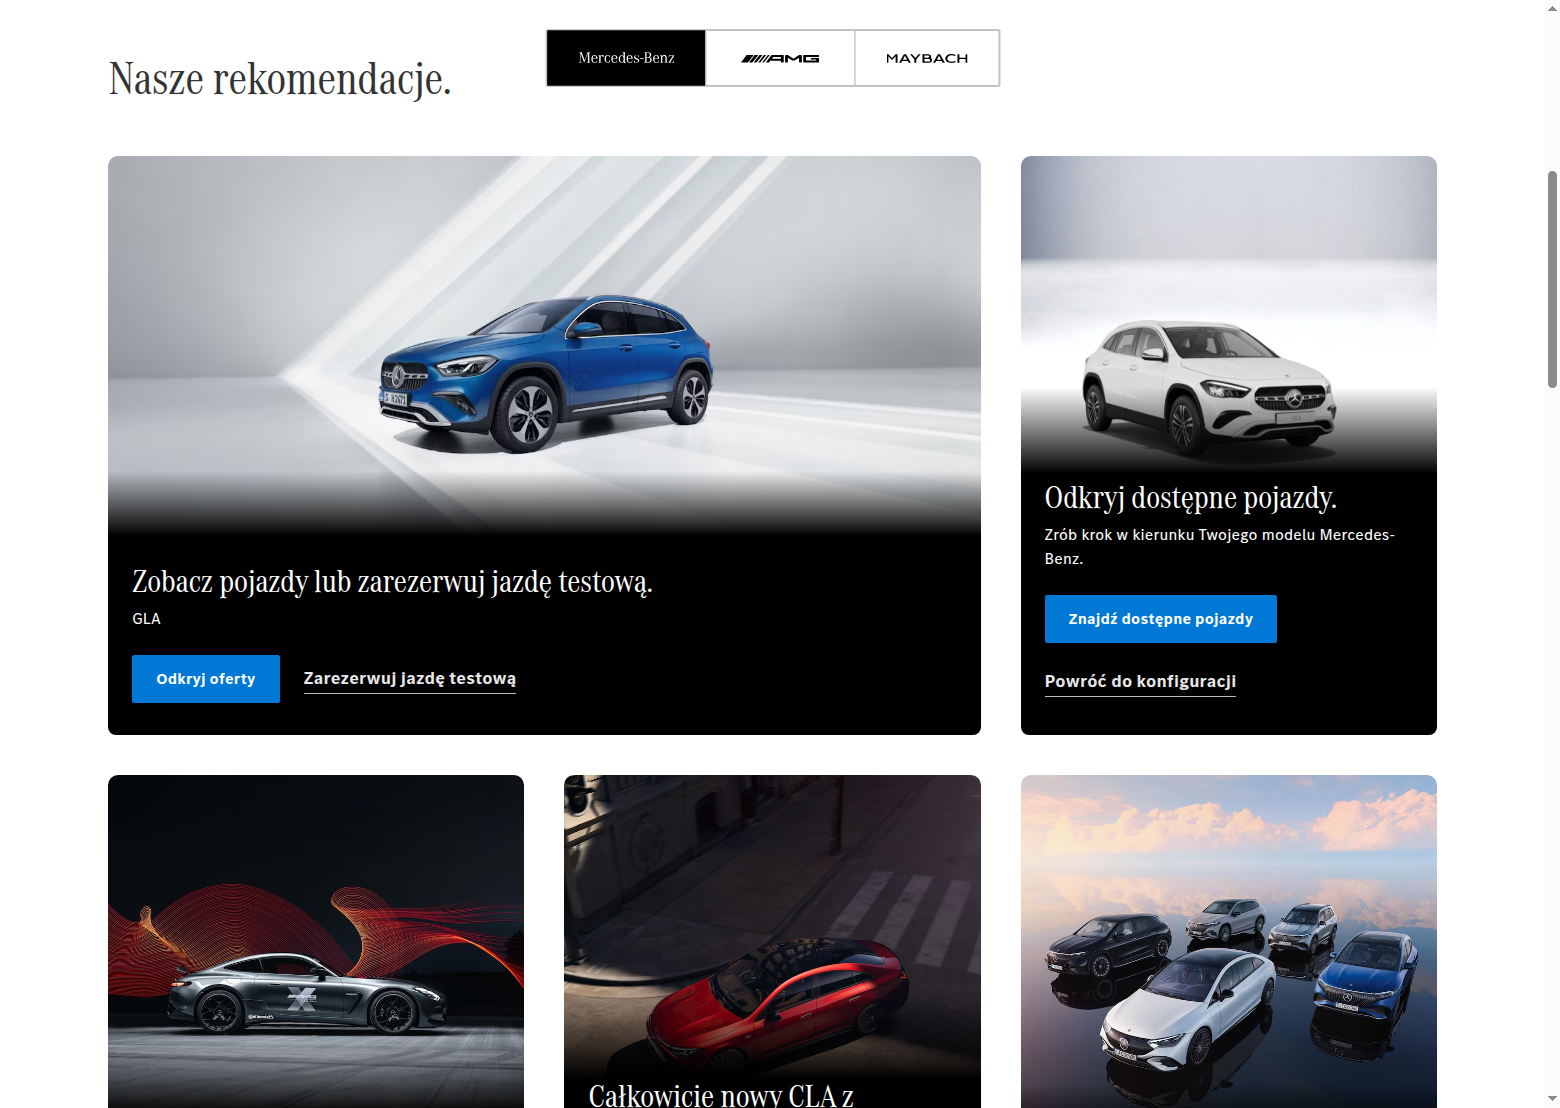 Nasze rekomendacje.
Mercedes-Benz
AMG
MAYBACH
Zobacz pojazdy lub zarezerwuj jazdę testową.
GLA
Odkryj oferty
Zarezerwuj jazdę testową
Odkryj dostępne pojazdy.
Zrób krok w kierunku Twojego modelu Mercedes-
Benz.
Znajdź dostępne pojazdy
Powróć do konfiguracji
Całkowicie nowy CLA z